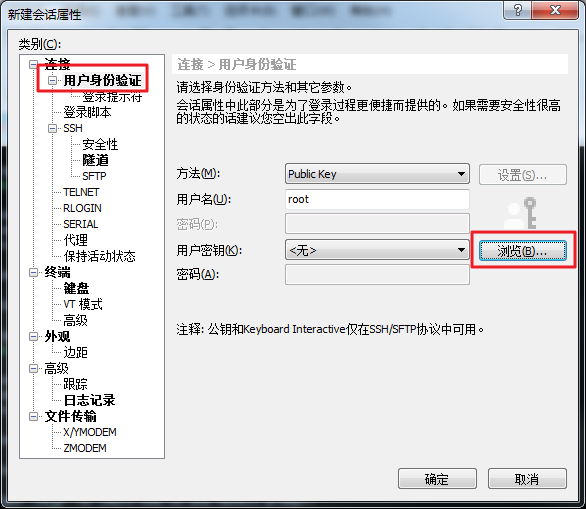 新建会话属性
类别(C):
连接
用户身份验证
登录提示符
登录脚本
SSH
安全性
隧道
SFTP
TELNET
RLOGIN
SERIAL
代理
保持活动状态
终端
键盘
VT 模式
高级
外观
边距
高级
跟踪
日志记录
文件传输
X/YMODEM
ZMODEM
连接 > 用户身份验证
请选择身份验证方法和其它参数。
会话属性中此部分是为了登录过程更便捷而提供的。如果需要安全性很高
的状态的话建议您空出此字段。
方法(M): Public Key 设置(S)...
用户名(U): root
密码(P):
用户密钥(K): <无> 浏览(B)...
密码(A):
注释: 公钥和Keyboard Interactive仅在SSH/SFTP协议中可用。
确定 取消